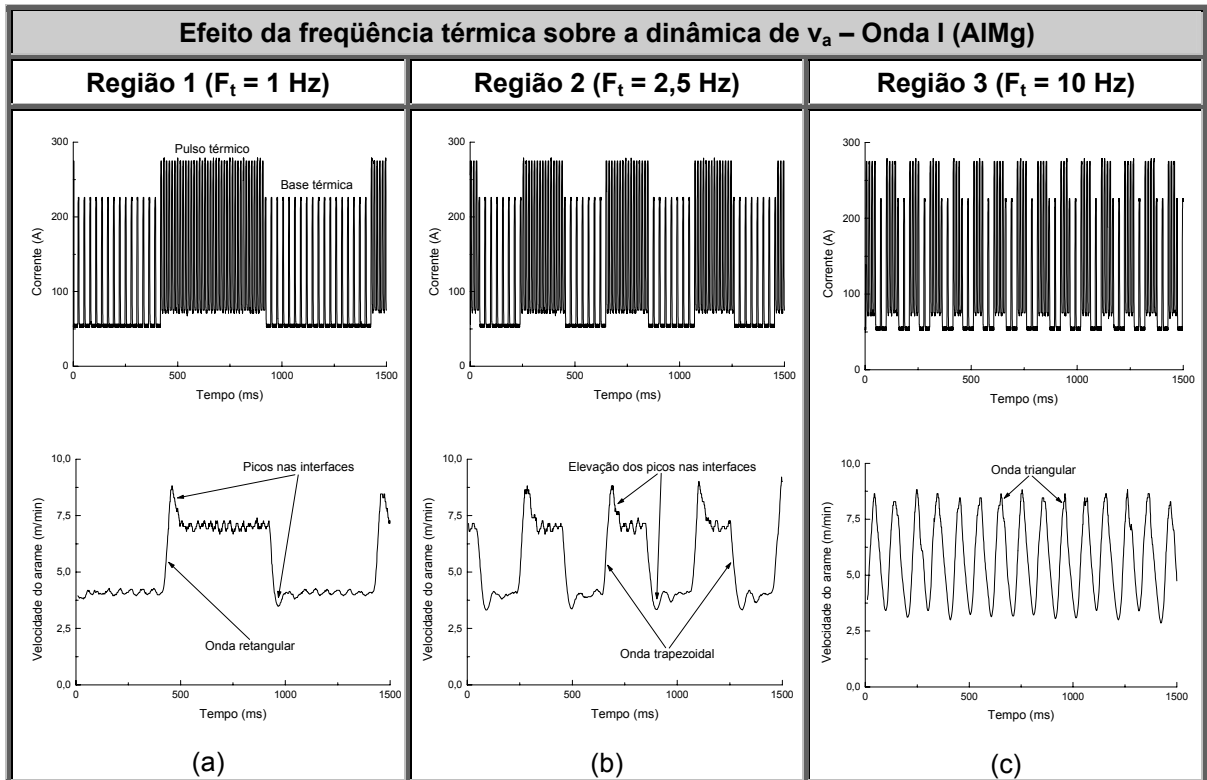 Efeito da freqüência térmica sobre a dinâmica de va – Onda I (AlMg)
Região 1 (Ft = 1 Hz)
Região 2 (Ft = 2,5 Hz)
Região 3 (Ft = 10 Hz)
300
200
100
0
Corrente (A)
Pulso térmico
Base térmica
0 500 1000 1500
Tempo (ms)
300
200
100
0
Corrente (A)
0 500 1000 1500
Tempo (ms)
300
200
100
0
Corrente (A)
0 500 1000 1500
Tempo (ms)
10,0
7,5
5,0
2,5
0,0
Velocidade do arame (m/min)
Picos nas interfaces
Onda retangular
0 500 1000 1500
Tempo (ms)
(a)
10,0
7,5
5,0
2,5
0,0
Velocidade do arame (m/min)
Elevação dos picos nas interfaces
Onda trapezoidal
0 500 1000 1500
Tempo (ms)
(b)
10,0
7,5
5,0
2,5
0,0
Velocidade do arame (m/min)
Onda triangular
0 500 1000 1500
Tempo (ms)
(c)